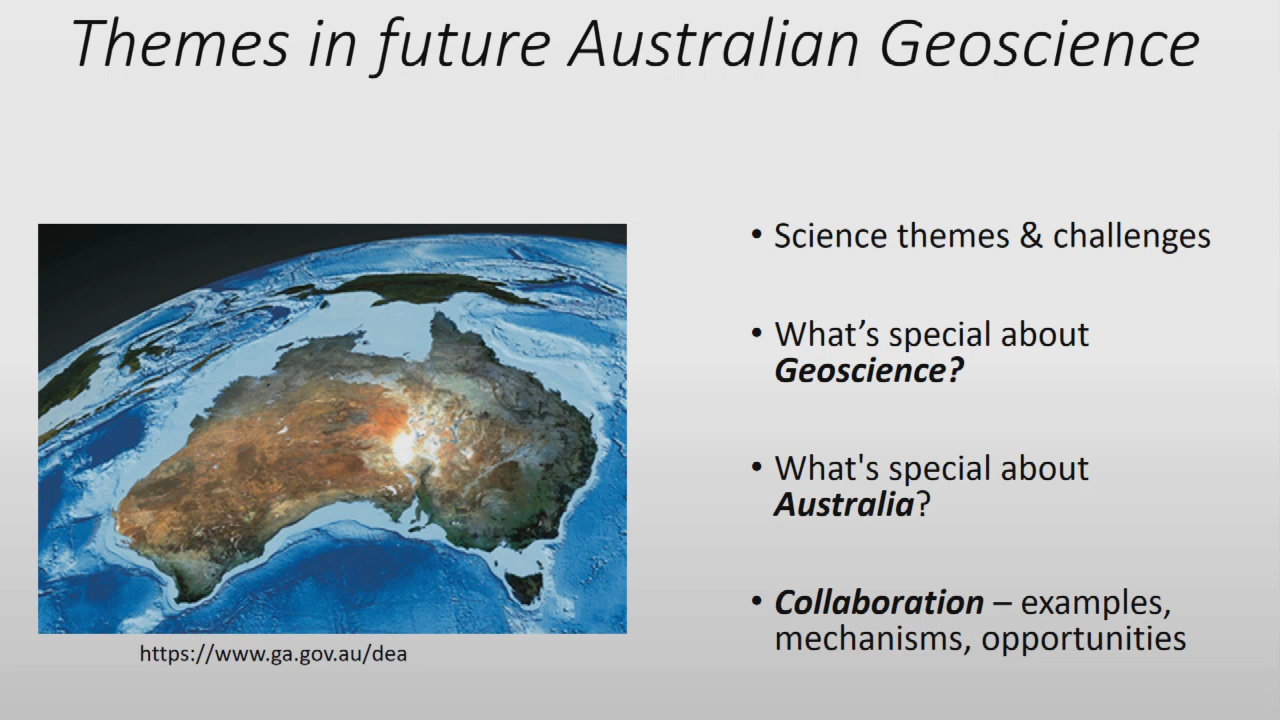 Themes in future Australian Geoscience
• Science themes & challenges
• What’s special about
Geoscience?
• What's special about
Australia?
• Collaboration – examples,
mechanisms, opportunities
https://www.ga.gov.au/dea